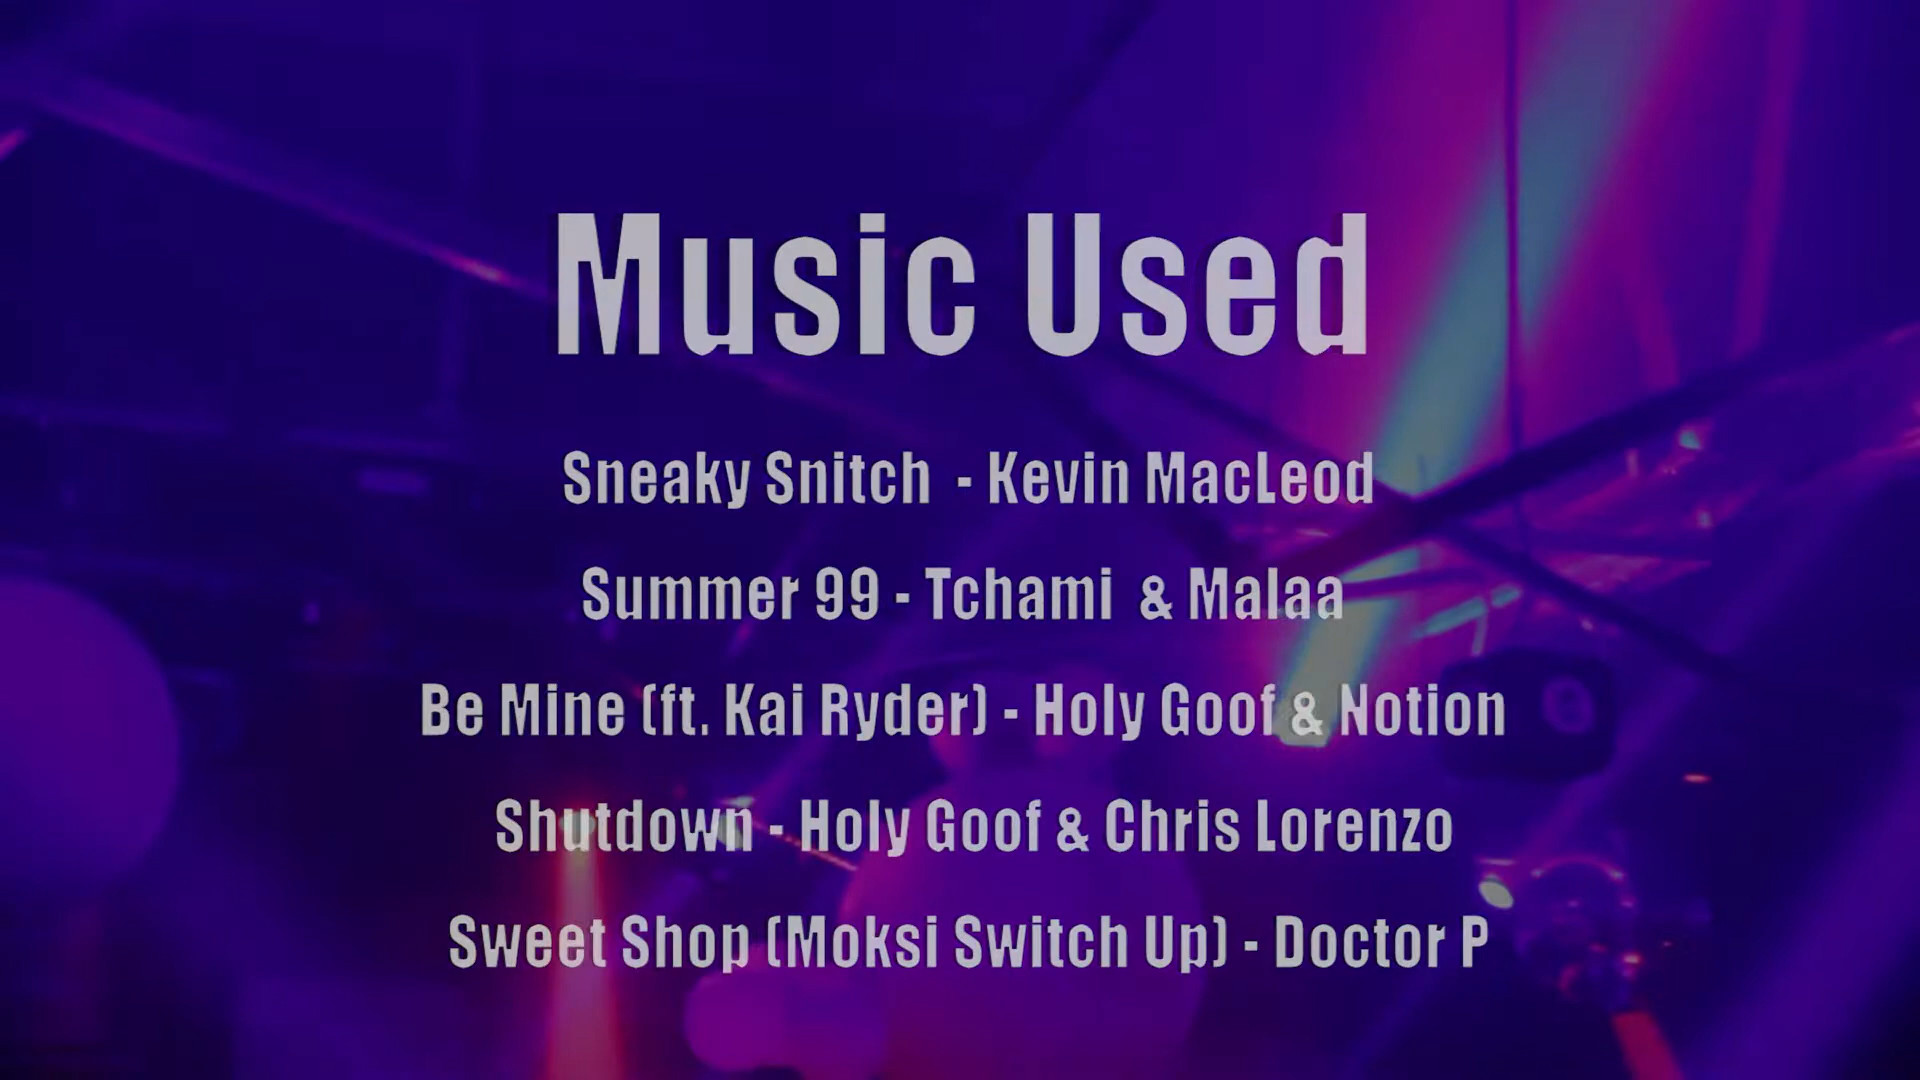 Music Used
Sneaky Snitch - Kevin MacLeod
Summer 99 - Tchami & Malaa
Be Mine (ft. Kai Ryder) - Holy Goof & Notion
Shutdown - Holy Goof & Chris Lorenzo
Sweet Shop (Moksi Switch Up) - Doctor P